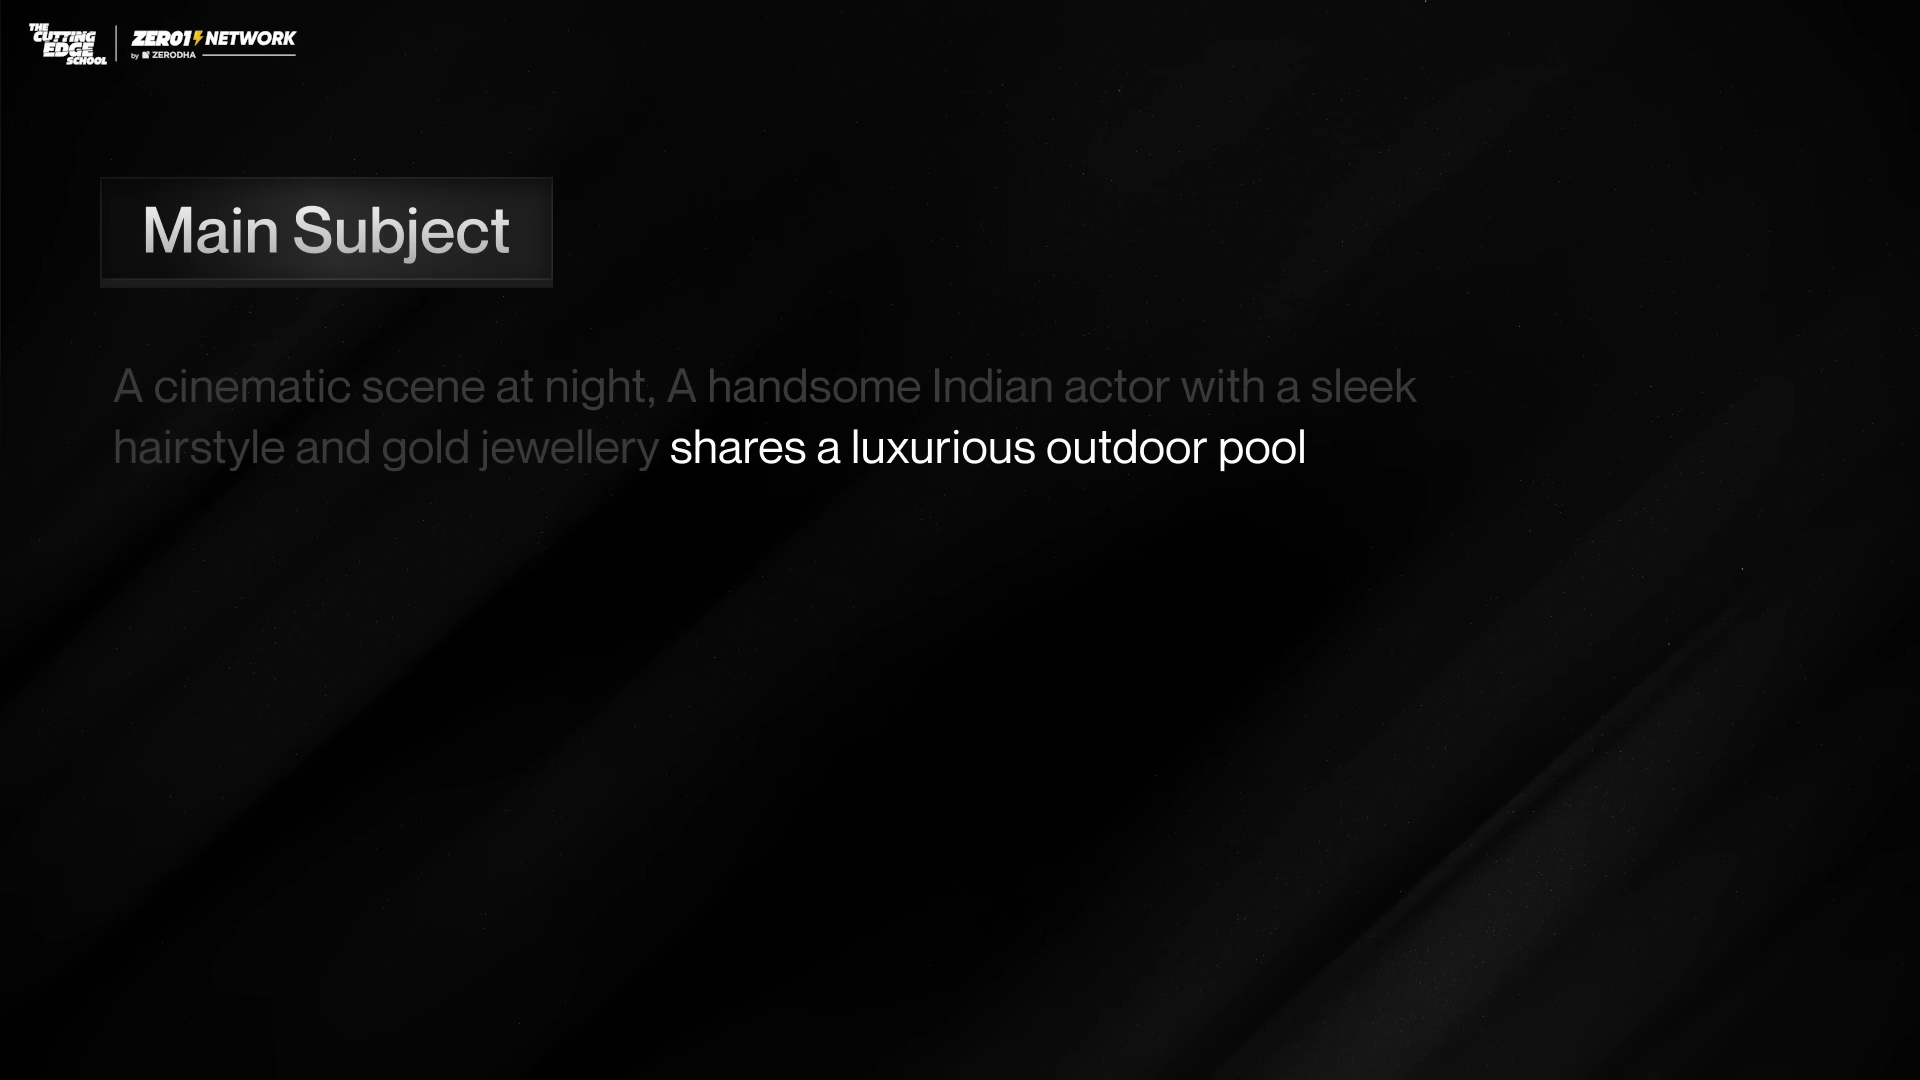 THE CUTTING EDGE SCHOOL
ZERO1 NETWORK
by ZERODHA
Main Subject
A cinematic scene at night, A handsome Indian actor with a sleek
hairstyle and gold jewellery shares a luxurious outdoor pool